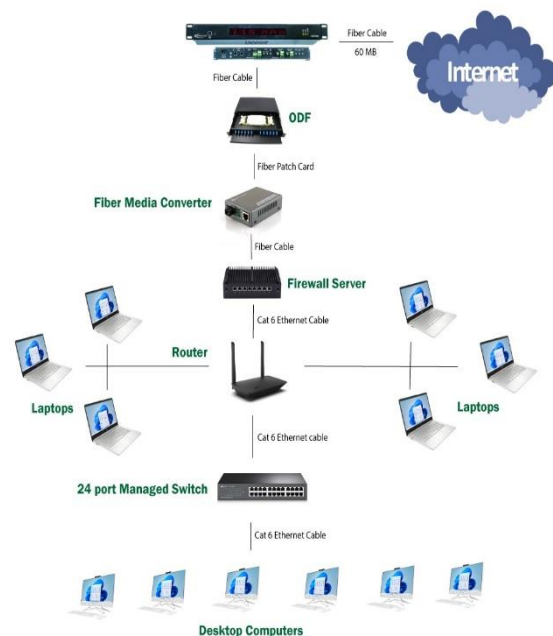 Fiber Cable
60 MB
Internet
Fiber Cable
ODF
Fiber Patch Card
Fiber Media Converter
Fiber Cable
Firewall Server
Cat 6 Ethernet Cable
Router
Laptops
Laptops
Cat 6 Ethernet cable
24 port Managed Switch
Cat 6 Ethernet Cable
Desktop Computers